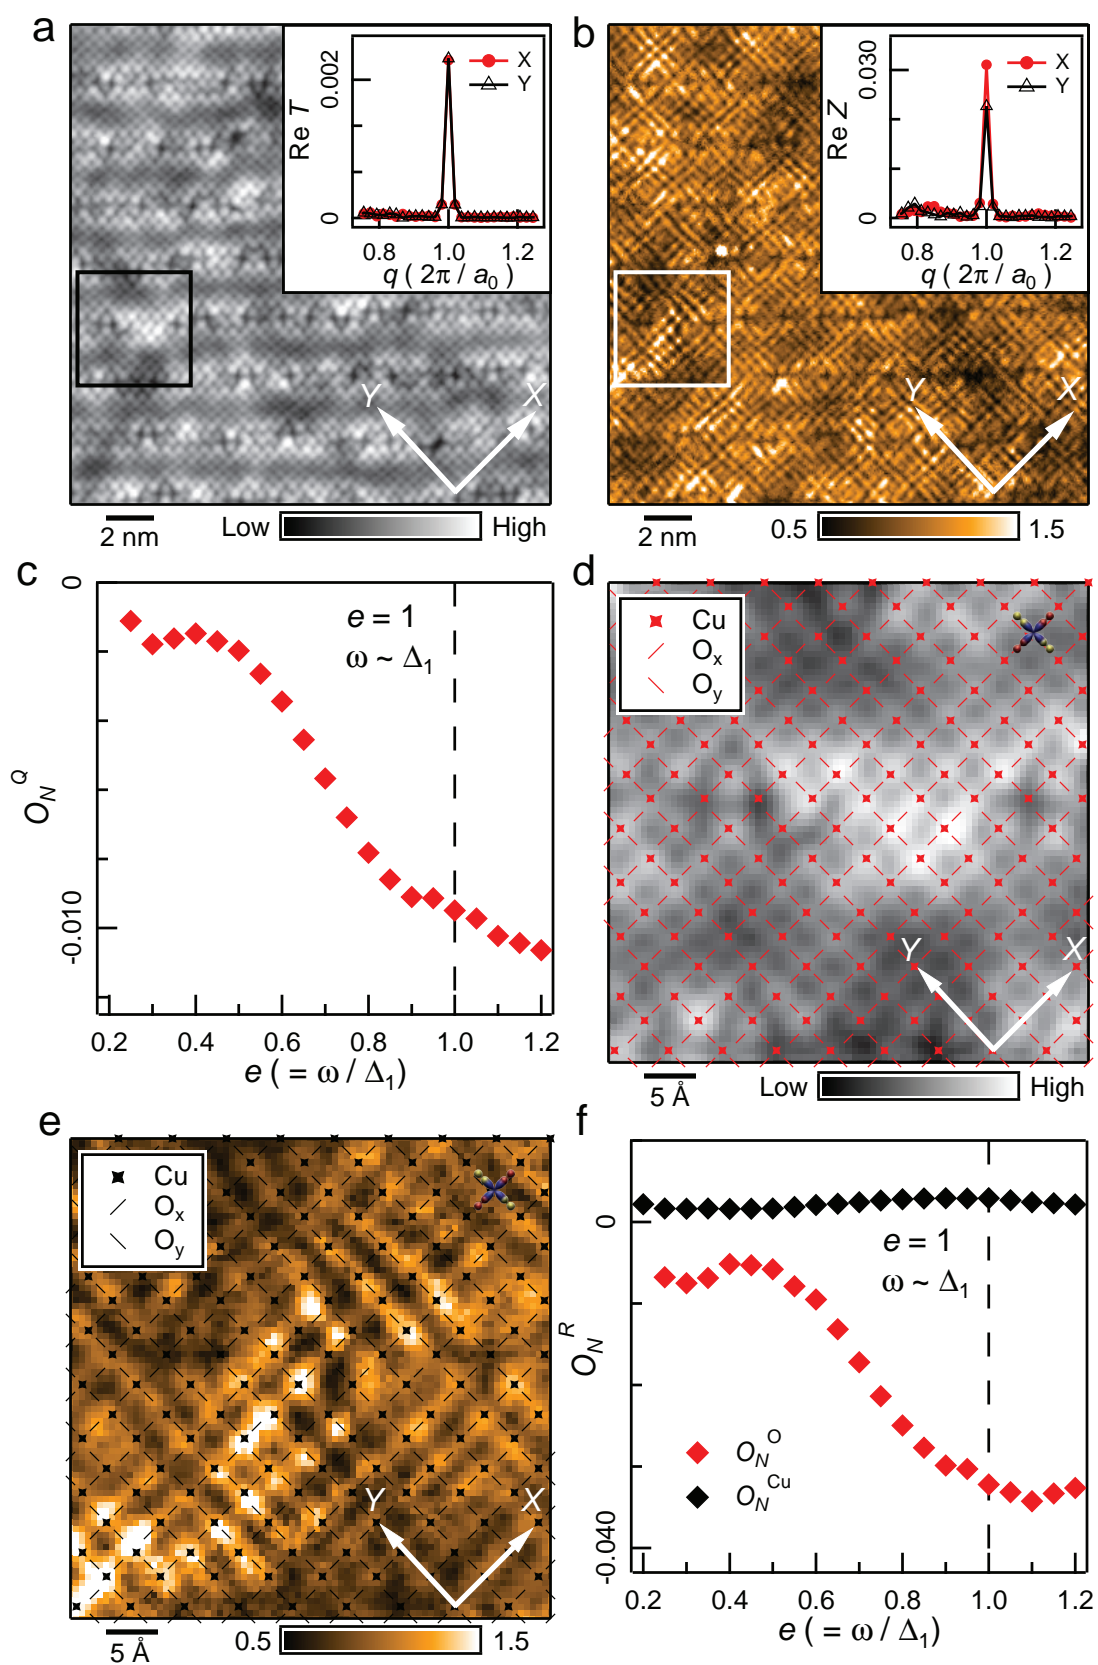 a
0.002
Re T
0
X
Y
0.8 1.0 1.2
q ( 2π / a0 )
Y
X
2 nm
Low High
b
0.030
Re Z
0
X
Y
0.8 1.0 1.2
q ( 2π / a0 )
Y
X
2 nm
0.5 1.5
c
0
-0.010
O_N^Q
e = 1
ω ~ Δ1
0.2 0.4 0.6 0.8 1.0 1.2
e ( = ω / Δ1)
d
Cu
Ox
Oy
Y
X
5 Å
Low High
e
Cu
Ox
Oy
Y
X
5 Å
0.5 1.5
f
0
-0.040
O_N^R
e = 1
ω ~ Δ1
O_N^O
O_N^Cu
0.2 0.4 0.6 0.8 1.0 1.2
e ( = ω / Δ1)